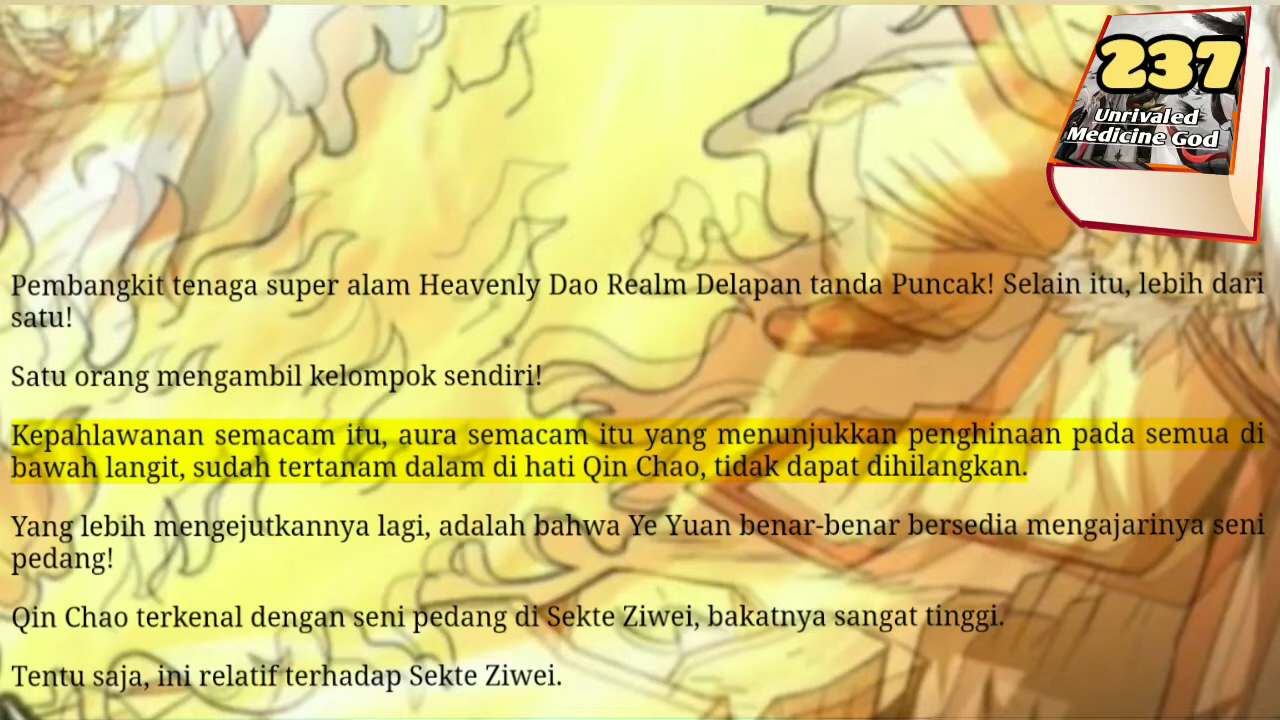 237
Unrivaled
Medicine God
Pembangkit tenaga super alam Heavenly Dao Realm Delapan tanda Puncak! Selain itu, lebih dari
satu!
Satu orang mengambil kelompok sendiri!
Kepahlawanan semacam itu, aura semacam itu yang menunjukkan penghinaan pada semua di
bawah langit, sudah tertanam dalam di hati Qin Chao, tidak dapat dihilangkan.
Yang lebih mengejutkannya lagi, adalah bahwa Ye Yuan benar-benar bersedia mengajarinya seni
pedang!
Qin Chao terkenal dengan seni pedang di Sekte Ziwei, bakatnya sangat tinggi.
Tentu saja, ini relatif terhadap Sekte Ziwei.